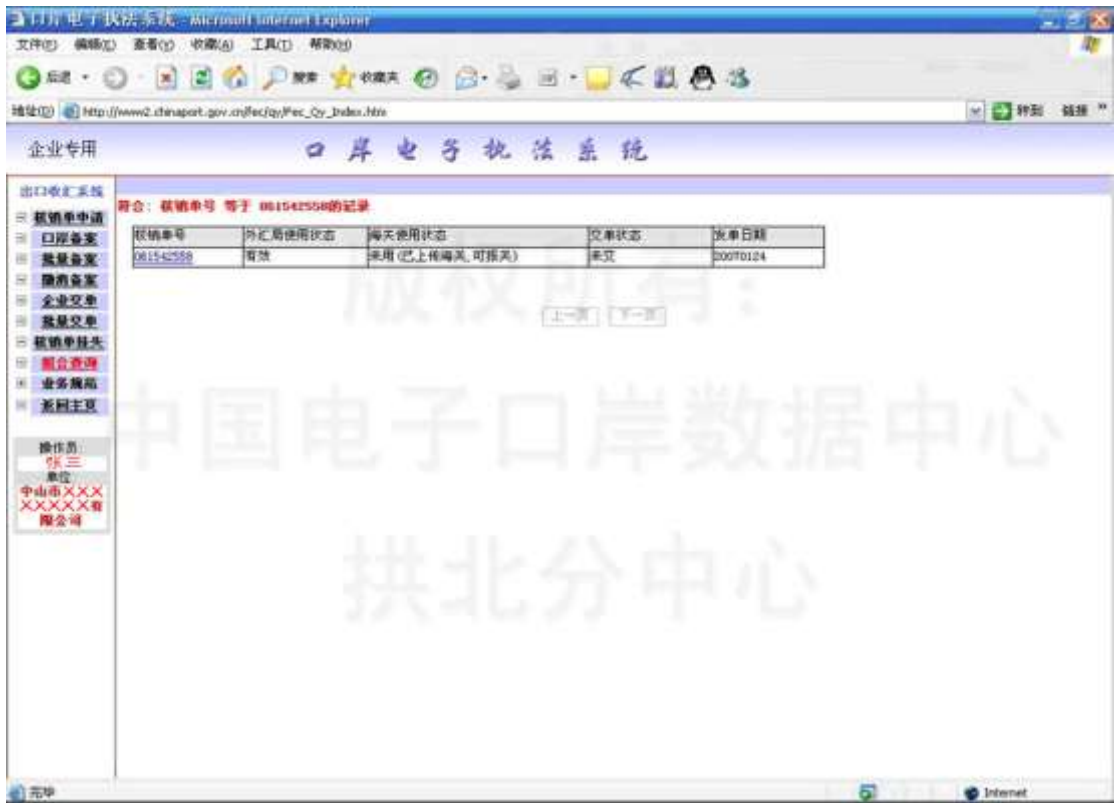 口岸电子执法系统 - Microsoft Internet Explorer
文件(F) 编辑(E) 查看(V) 收藏(A) 工具(T) 帮助(H)
后退 搜索 收藏夹
地址(D) http://www2.chinaport.gov.cn/fec/qy/Fec_Qy_Index.htm 转到 链接 »
企业专用 口岸电子执法系统
出口收汇系统
核销单申请
口岸备案
批量备案
撤消备案
企业交单
批量交单
核销单挂失
组合查询
业务规范
返回主页
操作员:
张三
单位
中山市XXX
XXXXX有
限公司
符合: 核销单号 等于 061542558的记录
核销单号 外汇局使用状态 海关使用状态 交单状态 发单日期
061542558 有效 未用(已上传海关,可报关) 未交 20070124
上一页 下一页
版权所有:
中国电子口岸数据中心
拱北分中心
完毕 Internet